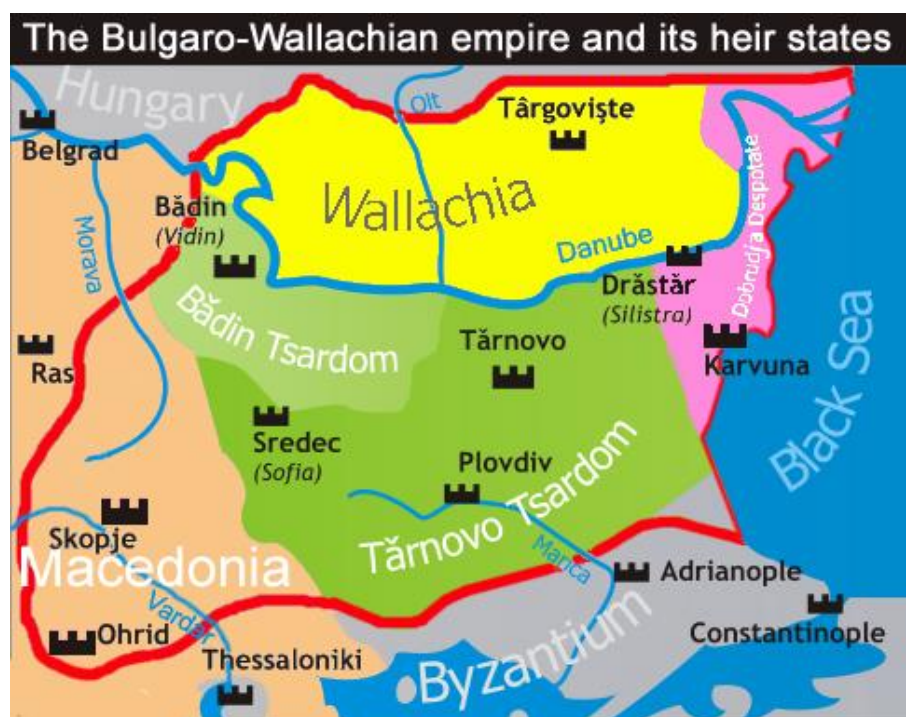 The Bulgaro-Wallachian empire and its heir states
Hungary
Olt
Târgovişte
Belgrad
Wallachia
Dobrudja Despotate
Bădin
(Vidin)
Morava
Danube
Drăstăr
(Silistra)
Bădin Tsardom
Tărnovo
Karvuna
Ras
Black Sea
Sredec
(Sofia)
Plovdiv
Tărnovo Tsardom
Skopje
Macedonia
Marica
Adrianople
Vardar
Constantinople
Ohrid
Thessaloniki
Byzantium